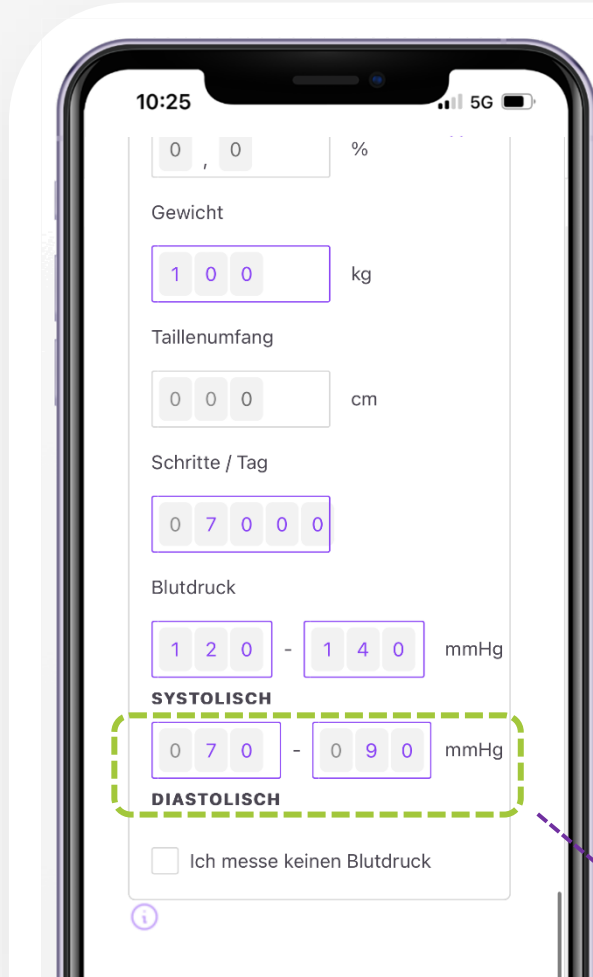 10:25 5G
0 , 0 %
Gewicht
1 0 0 kg
Taillenumfang
0 0 0 cm
Schritte / Tag
0 7 0 0 0
Blutdruck
1 2 0 - 1 4 0 mmHg
SYSTOLISCH
0 7 0 - 0 9 0 mmHg
DIASTOLISCH
Ich messe keinen Blutdruck
i